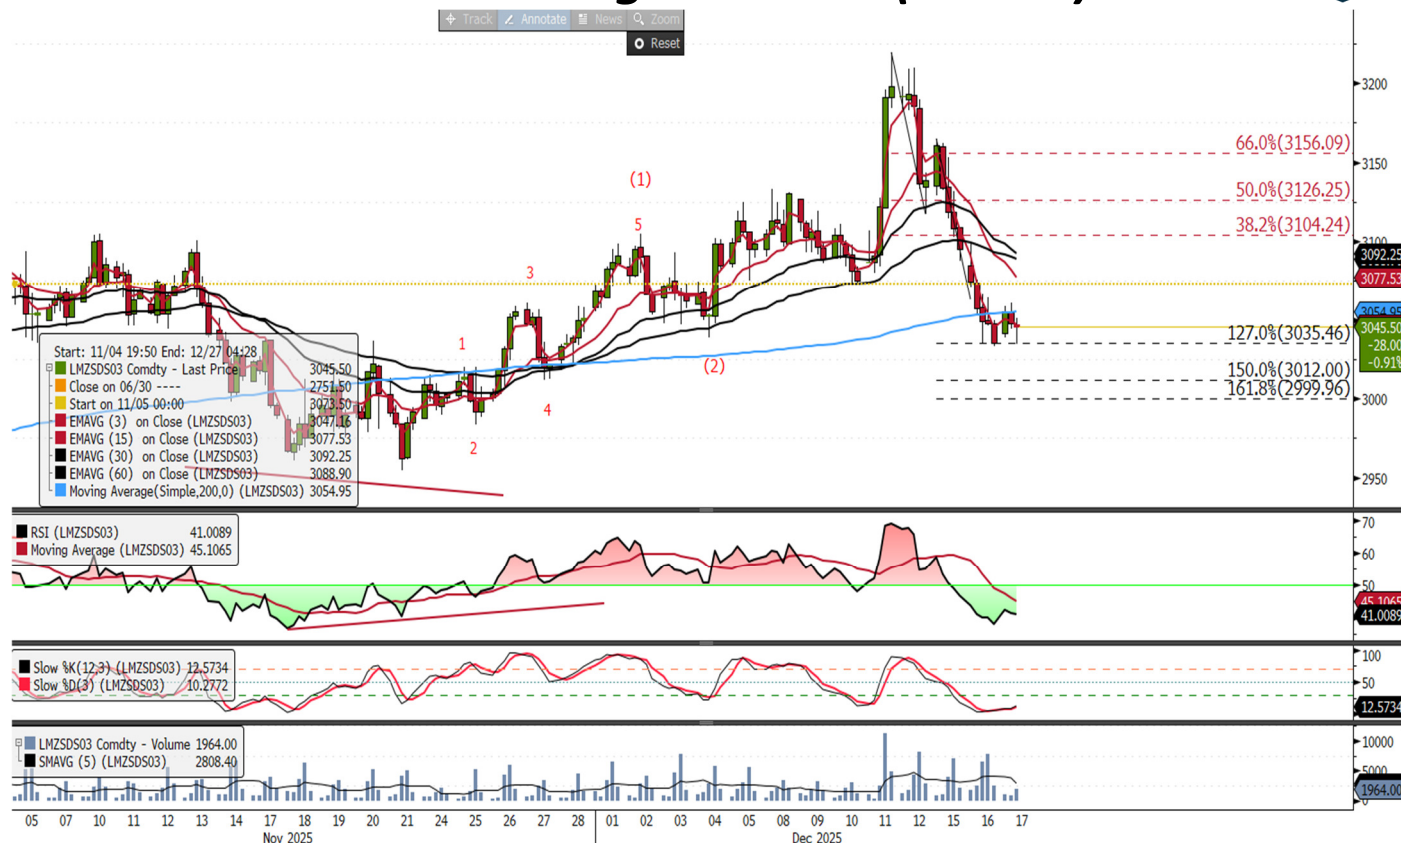 Track Annotate News Zoom
Reset
3200
66.0%(3156.09)
3150
50.0%(3126.25)
38.2%(3104.24)
3100
3092.25
3077.53
3054.95
3045.50
-28.00
-0.91%
127.0%(3035.46)
150.0%(3012.00)
161.8%(2999.96)
3000
2950
(1)
5
3
1
(2)
4
2
Start: 11/04 19:50 End: 12/27 04:28
LMZSDS03 Comdty - Last Price 3045.50
Close on 06/30 ---- 2751.50
Start on 11/05 00:00 3073.50
EMAVG (3) on Close (LMZSDS03) 3047.16
EMAVG (15) on Close (LMZSDS03) 3077.53
EMAVG (30) on Close (LMZSDS03) 3092.25
EMAVG (60) on Close (LMZSDS03) 3088.90
Moving Average(Simple,200,0) (LMZSDS03) 3054.95
RSI (LMZSDS03) 41.0089
Moving Average (LMZSDS03) 45.1065
70
60
50
45.1065
41.0089
Slow %K(12,3) (LMZSDS03) 12.5734
Slow %D(3) (LMZSDS03) 10.2772
100
50
12.5734
LMZSDS03 Comdty - Volume 1964.00
SMAVG (5) (LMZSDS03) 2808.40
10000
5000
1964.00
0
05 07 10 11 12 13 14 17 18 19 20 21 24 25 26 27 28 01 02 03 04 05 08 09 10 11 12 15 16 17
Nov 2025 Dec 2025